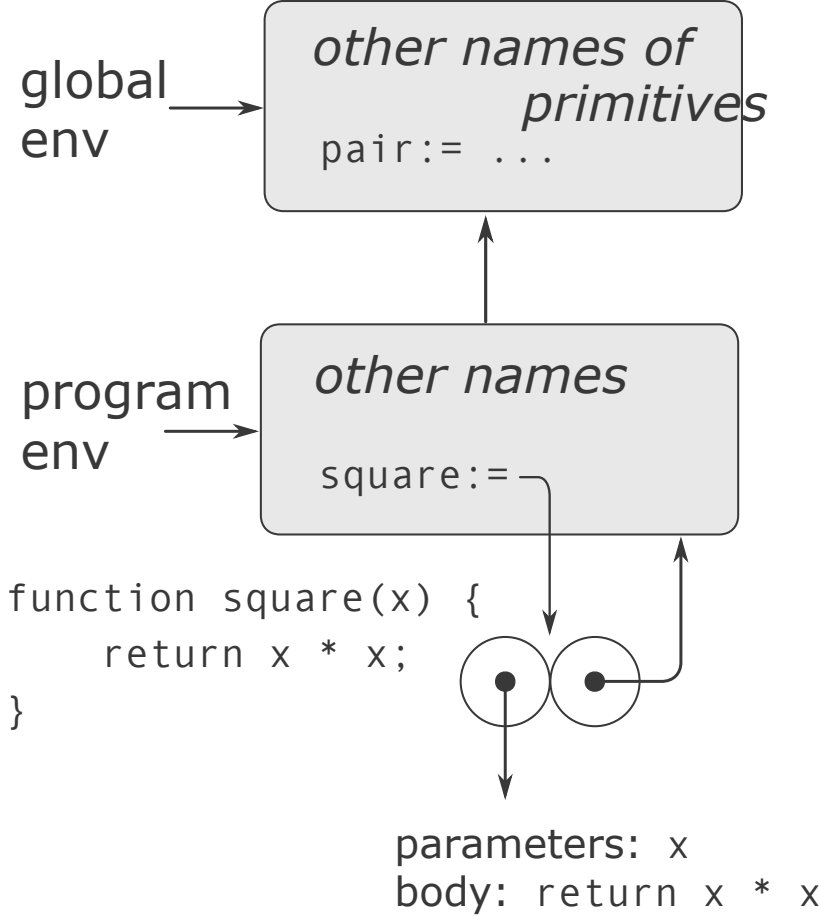 other names of
primitives
global
env
pair:= ...
other names
program
env
square:=
function square(x) {
    return x * x;
}
parameters: x
body: return x * x